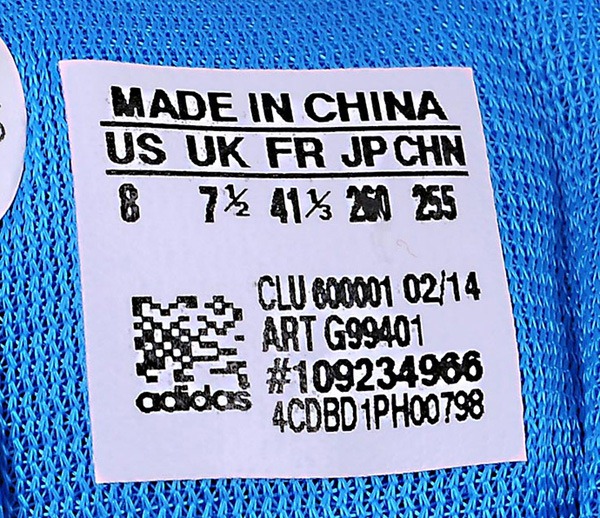 MADE IN CHINA
US UK FR JP CHN
8 7½ 41⅓ 260 255
CLU 600001 02/14
ART G99401
#109234966
adidas 4CDBD1PH00798